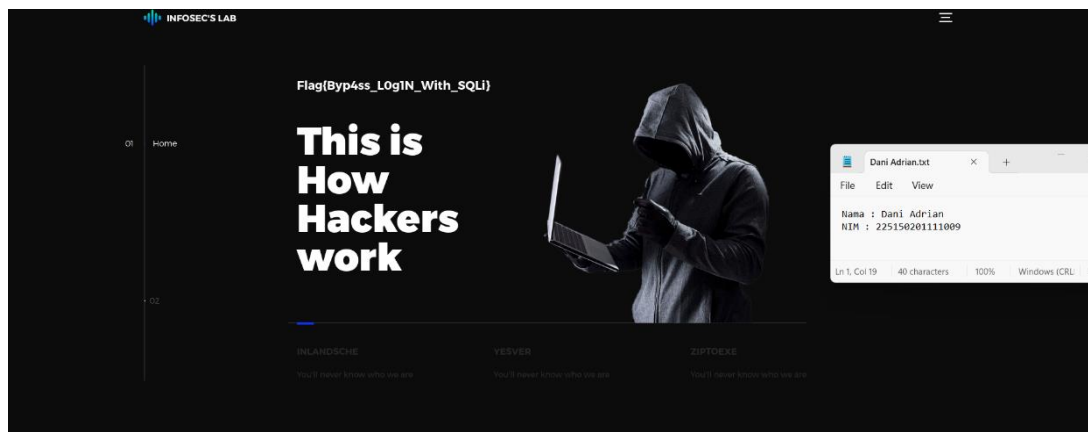 INFOSEC'S LAB
Flag{Byp4ss_L0g1N_With_SQLi}
This is
How
Hackers
work
01 Home
02
INLANDSCHE
You'll never know who we are
YESVER
You'll never know who we are
ZIPTOEXE
You'll never know who we are
Dani Adrian.txt
File Edit View
Nama : Dani Adrian
NIM : 225150201111009
Ln 1, Col 19 40 characters 100% Windows (CRL